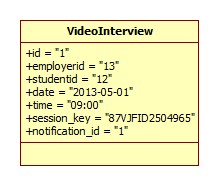 VideoInterview
+id = "1"
+employerid = "13"
+studentid = "12"
+date = "2013-05-01"
+time = "09:00"
+session_key = "87VJFID2504965"
+notification_id = "1"